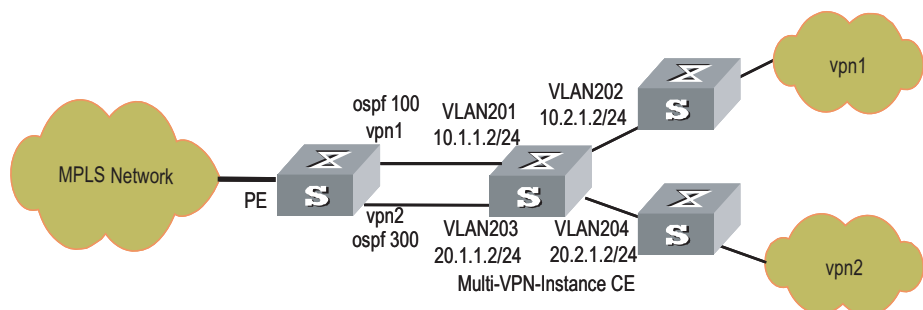 vpn1
VLAN202
10.2.1.2/24
ospf 100
vpn1
VLAN201
10.1.1.2/24
S
MPLS Network
PE
S
S
vpn2
ospf 300
VLAN203
20.1.1.2/24
VLAN204
20.2.1.2/24
S
Multi-VPN-Instance CE
vpn2